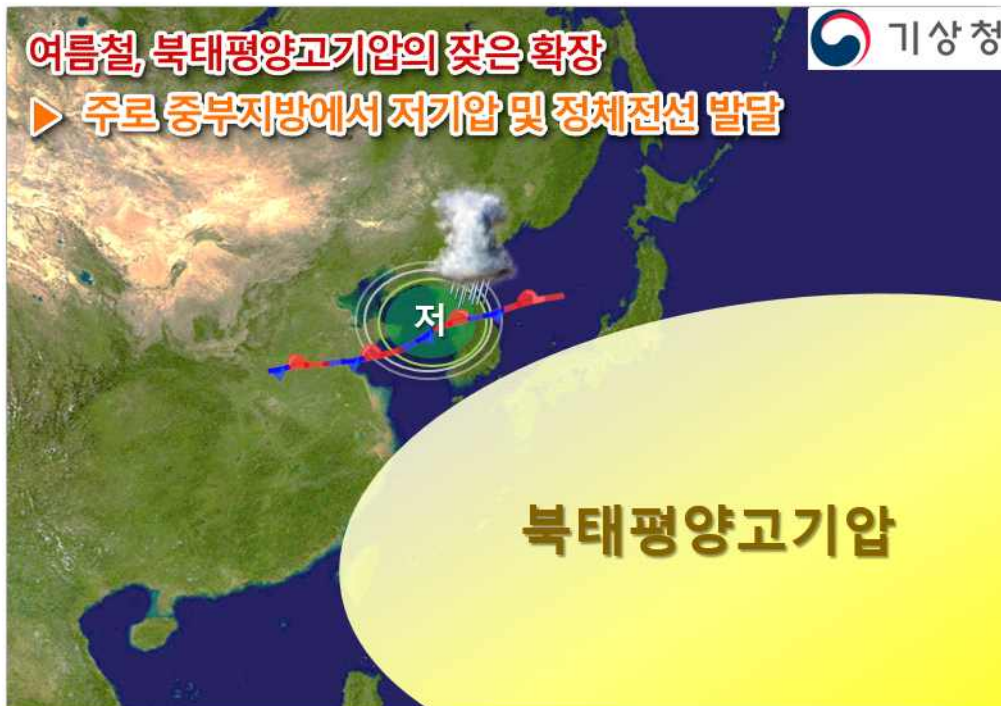 여름철, 북태평양고기압의 잦은 확장
▶ 주로 중부지방에서 저기압 및 정체전선 발달
기상청
저
북태평양고기압